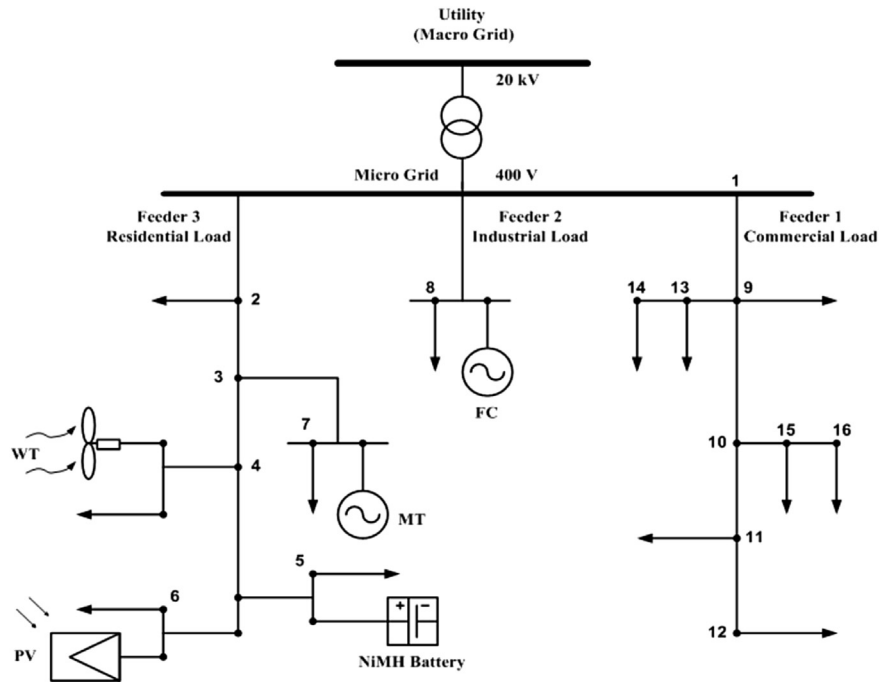 Utility
(Macro Grid)
20 kV
Micro Grid
400 V
1
Feeder 3
Residential Load
Feeder 2
Industrial Load
Feeder 1
Commercial Load
2
8
14
13
9
3
FC
7
WT
4
10
15
16
MT
11
5
6
+
−
12
PV
NiMH Battery